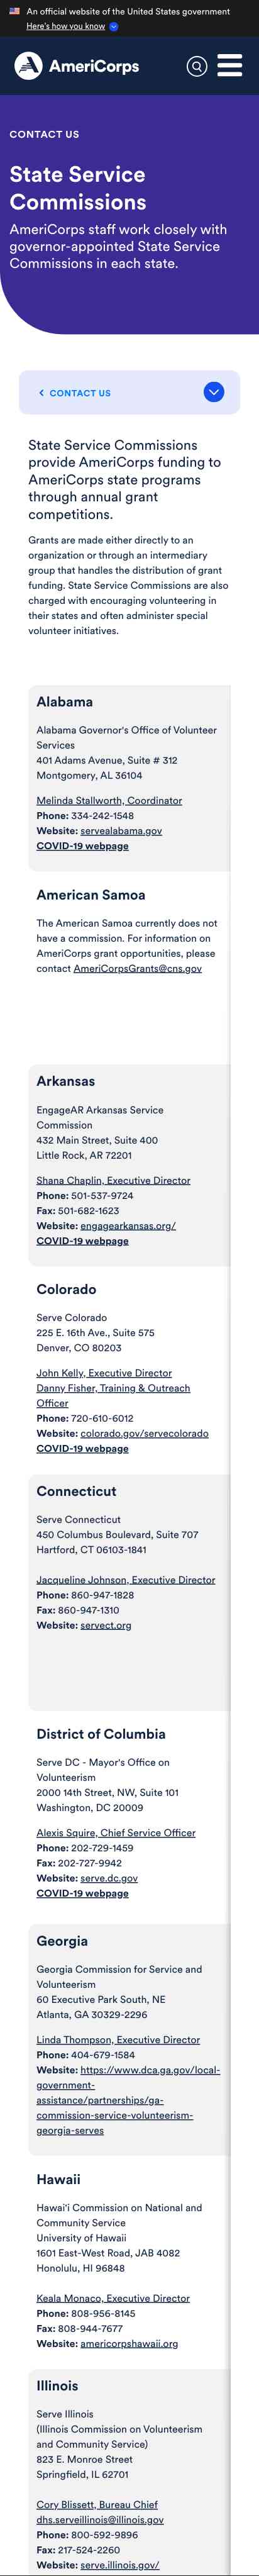 An official website of the United States government
Here's how you know
AmeriCorps
CONTACT US
State Service
Commissions
AmeriCorps staff work closely with
governor-appointed State Service
Commissions in each state.
CONTACT US
State Service Commissions
provide AmeriCorps funding to
AmeriCorps state programs
through annual grant
competitions.
Grants are made either directly to an
organization or through an intermediary
group that handles the distribution of grant
funding. State Service Commissions are also
charged with encouraging volunteering in
their states and often administer special
volunteer initiatives.
Alabama
Alabama Governor's Office of Volunteer
Services
401 Adams Avenue, Suite # 312
Montgomery, AL 36104
Melinda Stallworth, Coordinator
Phone: 334-242-1548
Website: servealabama.gov
COVID-19 webpage
American Samoa
The American Samoa currently does not
have a commission. For information on
AmeriCorps grant opportunities, please
contact AmeriCorpsGrants@cns.gov
Arkansas
EngageAR Arkansas Service
Commission
432 Main Street, Suite 400
Little Rock, AR 72201
Shana Chaplin, Executive Director
Phone: 501-537-9724
Fax: 501-682-1623
Website: engagearkansas.org/
COVID-19 webpage
Colorado
Serve Colorado
225 E. 16th Ave., Suite 575
Denver, CO 80203
John Kelly, Executive Director
Danny Fisher, Training & Outreach
Officer
Phone: 720-610-6012
Website: colorado.gov/servecolorado
COVID-19 webpage
Connecticut
Serve Connecticut
450 Columbus Boulevard, Suite 707
Hartford, CT 06103-1841
Jacqueline Johnson, Executive Director
Phone: 860-947-1828
Fax: 860-947-1310
Website: servect.org
District of Columbia
Serve DC - Mayor's Office on
Volunteerism
2000 14th Street, NW, Suite 101
Washington, DC 20009
Alexis Squire, Chief Service Officer
Phone: 202-729-1459
Fax: 202-727-9942
Website: serve.dc.gov
COVID-19 webpage
Georgia
Georgia Commission for Service and
Volunteerism
60 Executive Park South, NE
Atlanta, GA 30329-2296
Linda Thompson, Executive Director
Phone: 404-679-1584
Website: https://www.dca.ga.gov/local-
government-
assistance/partnerships/ga-
commission-service-volunteerism-
georgia-serves
Hawaii
Hawai'i Commission on National and
Community Service
University of Hawaii
1601 East-West Road, JAB 4082
Honolulu, HI 96848
Keala Monaco, Executive Director
Phone: 808-956-8145
Fax: 808-944-7677
Website: americorpshawaii.org
Illinois
Serve Illinois
(Illinois Commission on Volunteerism
and Community Service)
823 E. Monroe Street
Springfield, IL 62701
Cory Blissett, Bureau Chief
dhs.serveillinois@illinois.gov
Phone: 800-592-9896
Fax: 217-524-2260
Website: serve.illinois.gov/